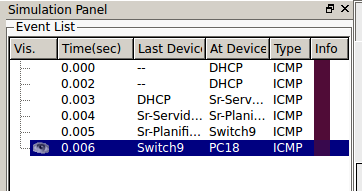 Simulation Panel
Event List
Vis. Time(sec) Last Device At Device Type Info
0.000 -- DHCP ICMP
0.002 -- DHCP ICMP
0.003 DHCP Sr-Serv... ICMP
0.004 Sr-Servid... Sr-Planif... ICMP
0.005 Sr-Planifi... Switch9 ICMP
0.006 Switch9 PC18 ICMP